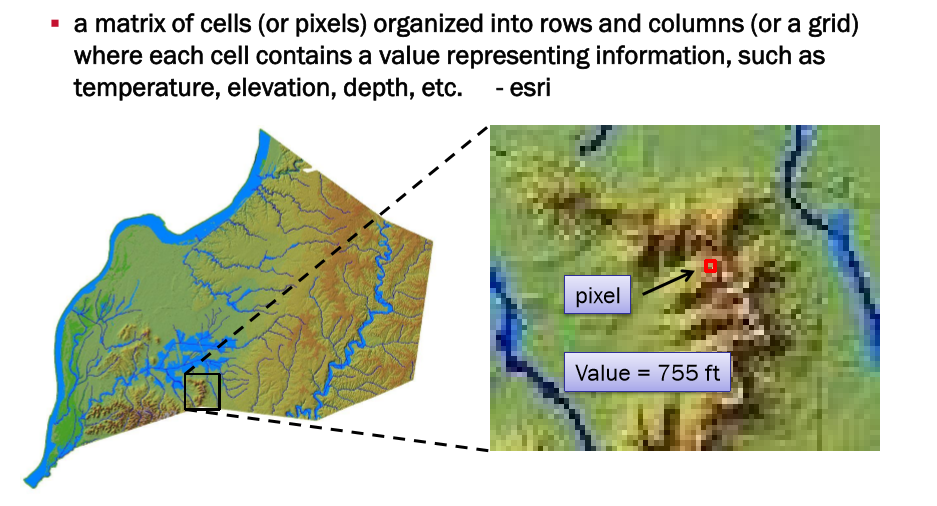 ▪ a matrix of cells (or pixels) organized into rows and columns (or a grid)
where each cell contains a value representing information, such as
temperature, elevation, depth, etc. - esri
pixel
Value = 755 ft